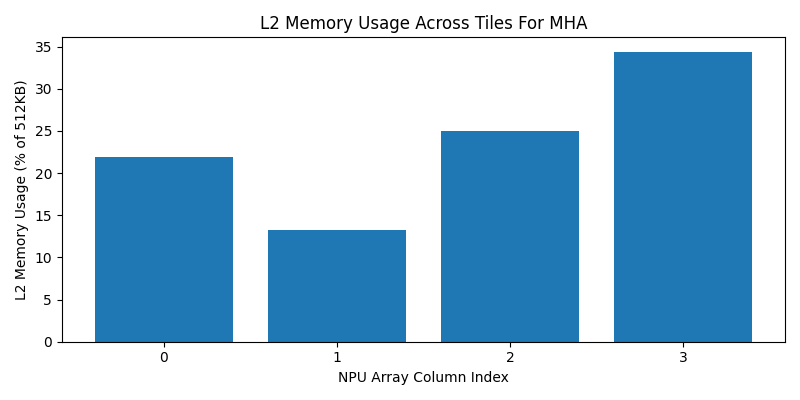 L2 Memory Usage Across Tiles For MHA
L2 Memory Usage (% of 512KB)
35
30
25
20
15
10
5
0
0 1 2 3
NPU Array Column Index